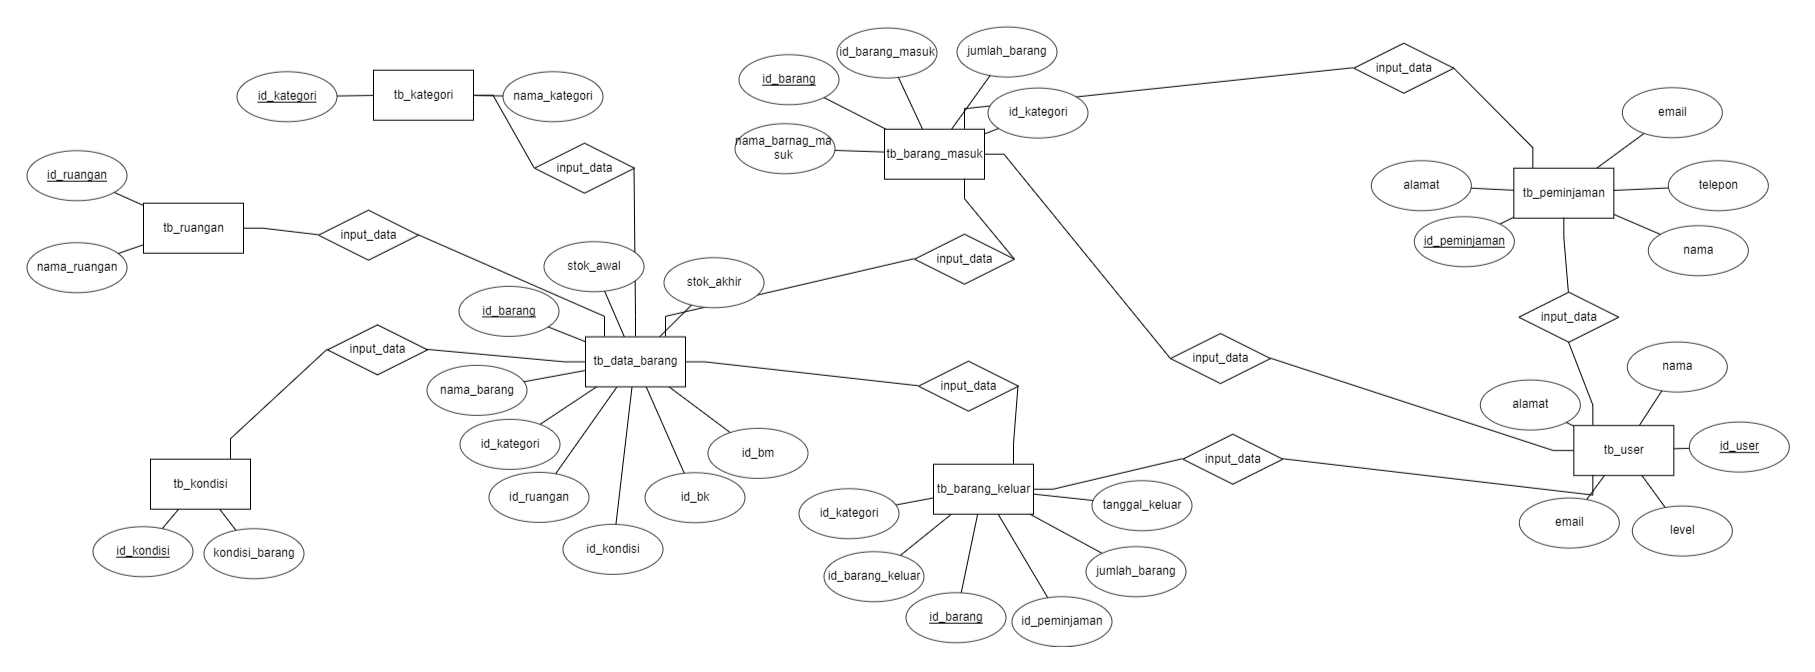 id_barang_masuk
jumlah_barang
input_data
id_barang
id_kategori
tb_kategori
nama_kategori
id_kategori
email
nama_barnag_ma
suk
tb_barang_masuk
input_data
id_ruangan
alamat
tb_peminjaman
telepon
tb_ruangan
input_data
id_peminjaman
nama
nama_ruangan
stok_awal
input_data
stok_akhir
id_barang
input_data
input_data
tb_data_barang
input_data
nama
nama_barang
input_data
alamat
id_kategori
id_bm
input_data
tb_user
id_user
tb_kondisi
id_ruangan
id_bk
tb_barang_keluar
tanggal_keluar
id_kategori
email
level
id_kondisi
kondisi_barang
id_kondisi
id_barang_keluar
jumlah_barang
id_barang
id_peminjaman